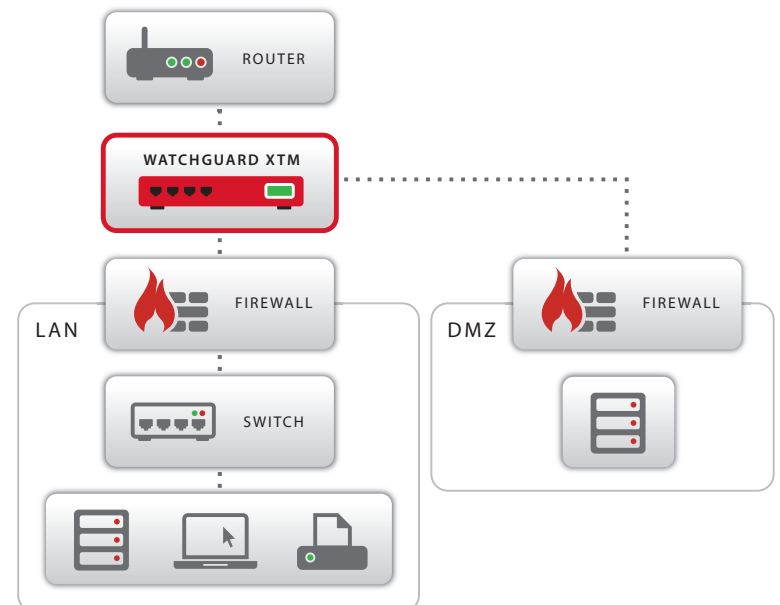 ROUTER
WATCHGUARD XTM
FIREWALL
LAN
SWITCH
FIREWALL
DMZ